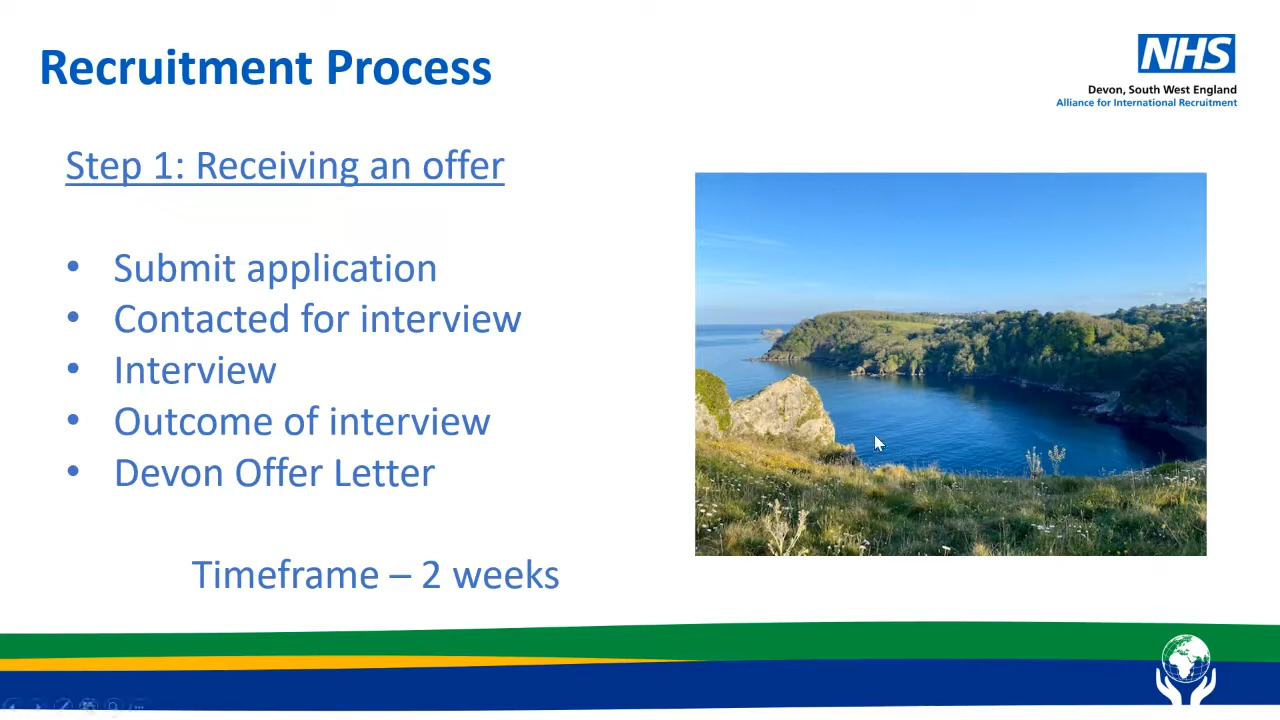 Recruitment Process
NHS
Devon, South West England
Alliance for International Recruitment
Step 1: Receiving an offer
• Submit application
• Contacted for interview
• Interview
• Outcome of interview
• Devon Offer Letter
Timeframe – 2 weeks